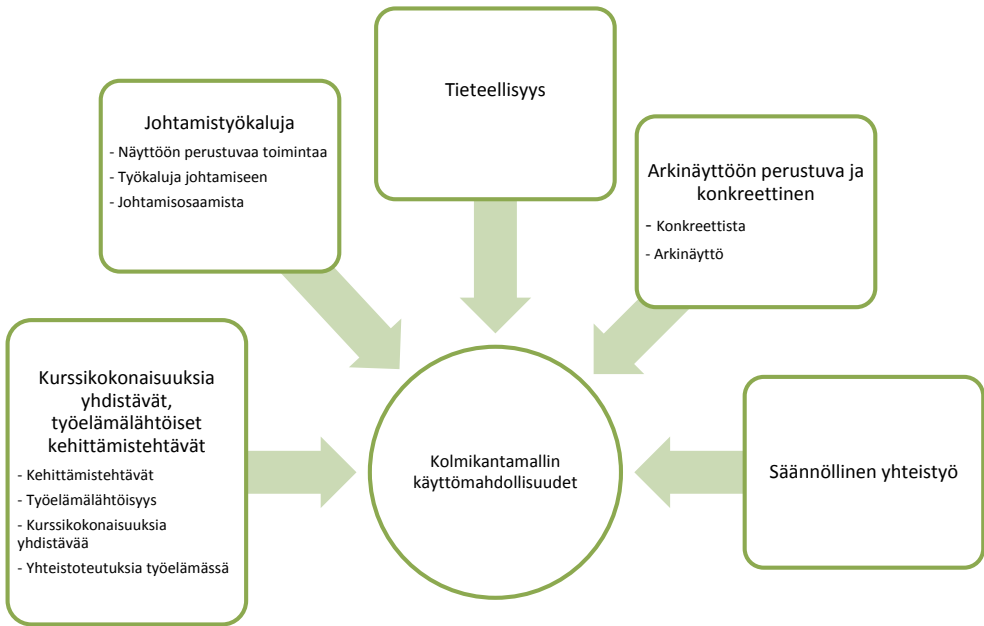 Kurssikokonaisuuksia
yhdistävät,
työelämälähtöiset
kehittämistehtävät
- Kehittämistehtävät
- Työelämälähtöisyys
- Kurssikokonaisuuksia
yhdistävää
- Yhteistoteutuksia työelämässä
Johtamistyökaluja
- Näyttöön perustuvaa toimintaa
- Työkaluja johtamiseen
- Johtamisosaamista
Tieteellisyys
Arkinäyttöön perustuva ja
konkreettinen
- Konkreettista
- Arkinäyttö
Säännöllinen yhteistyö
Kolmikantamallin
käyttömahdollisuudet